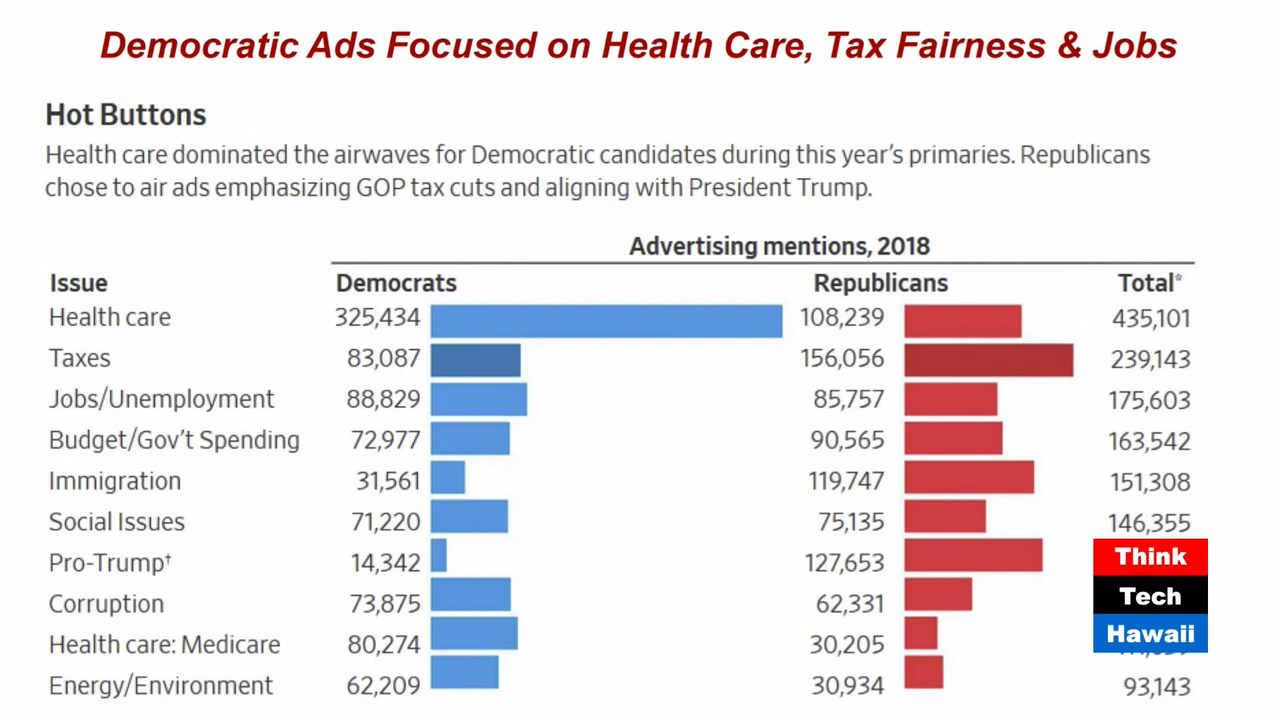 Democratic Ads Focused on Health Care, Tax Fairness & Jobs
Hot Buttons
Health care dominated the airwaves for Democratic candidates during this year's primaries. Republicans
chose to air ads emphasizing GOP tax cuts and aligning with President Trump.
Advertising mentions, 2018
Issue Democrats Republicans Total*
Health care 325,434 108,239 435,101
Taxes 83,087 156,056 239,143
Jobs/Unemployment 88,829 85,757 175,603
Budget/Gov't Spending 72,977 90,565 163,542
Immigration 31,561 119,747 151,308
Social Issues 71,220 75,135 146,355
Pro-Trump† 14,342 127,653
Corruption 73,875 62,331
Health care: Medicare 80,274 30,205
Energy/Environment 62,209 30,934 93,143
Think
Tech
Hawaii